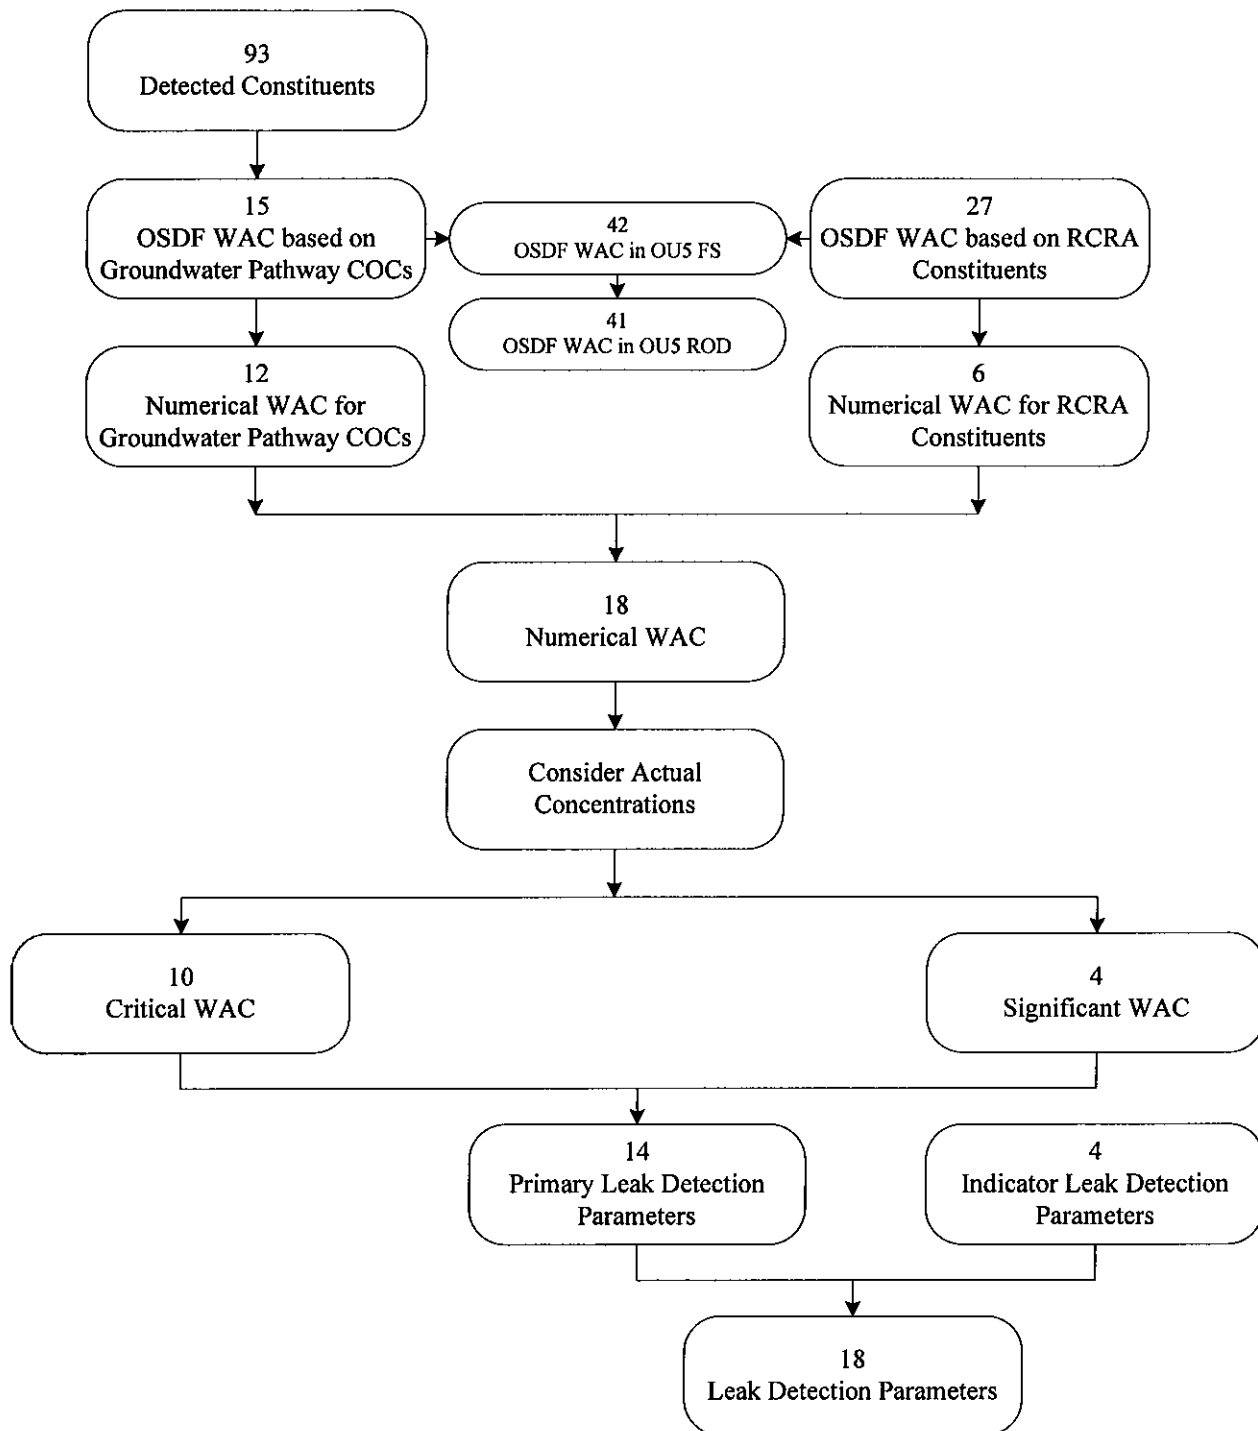 93
Detected Constituents
15
OSDF WAC based on
Groundwater Pathway COCs
42
OSDF WAC in OU5 FS
27
OSDF WAC based on RCRA
Constituents
41
OSDF WAC in OU5 ROD
12
Numerical WAC for
Groundwater Pathway COCs
6
Numerical WAC for RCRA
Constituents
18
Numerical WAC
Consider Actual
Concentrations
10
Critical WAC
4
Significant WAC
14
Primary Leak Detection
Parameters
4
Indicator Leak Detection
Parameters
18
Leak Detection Parameters